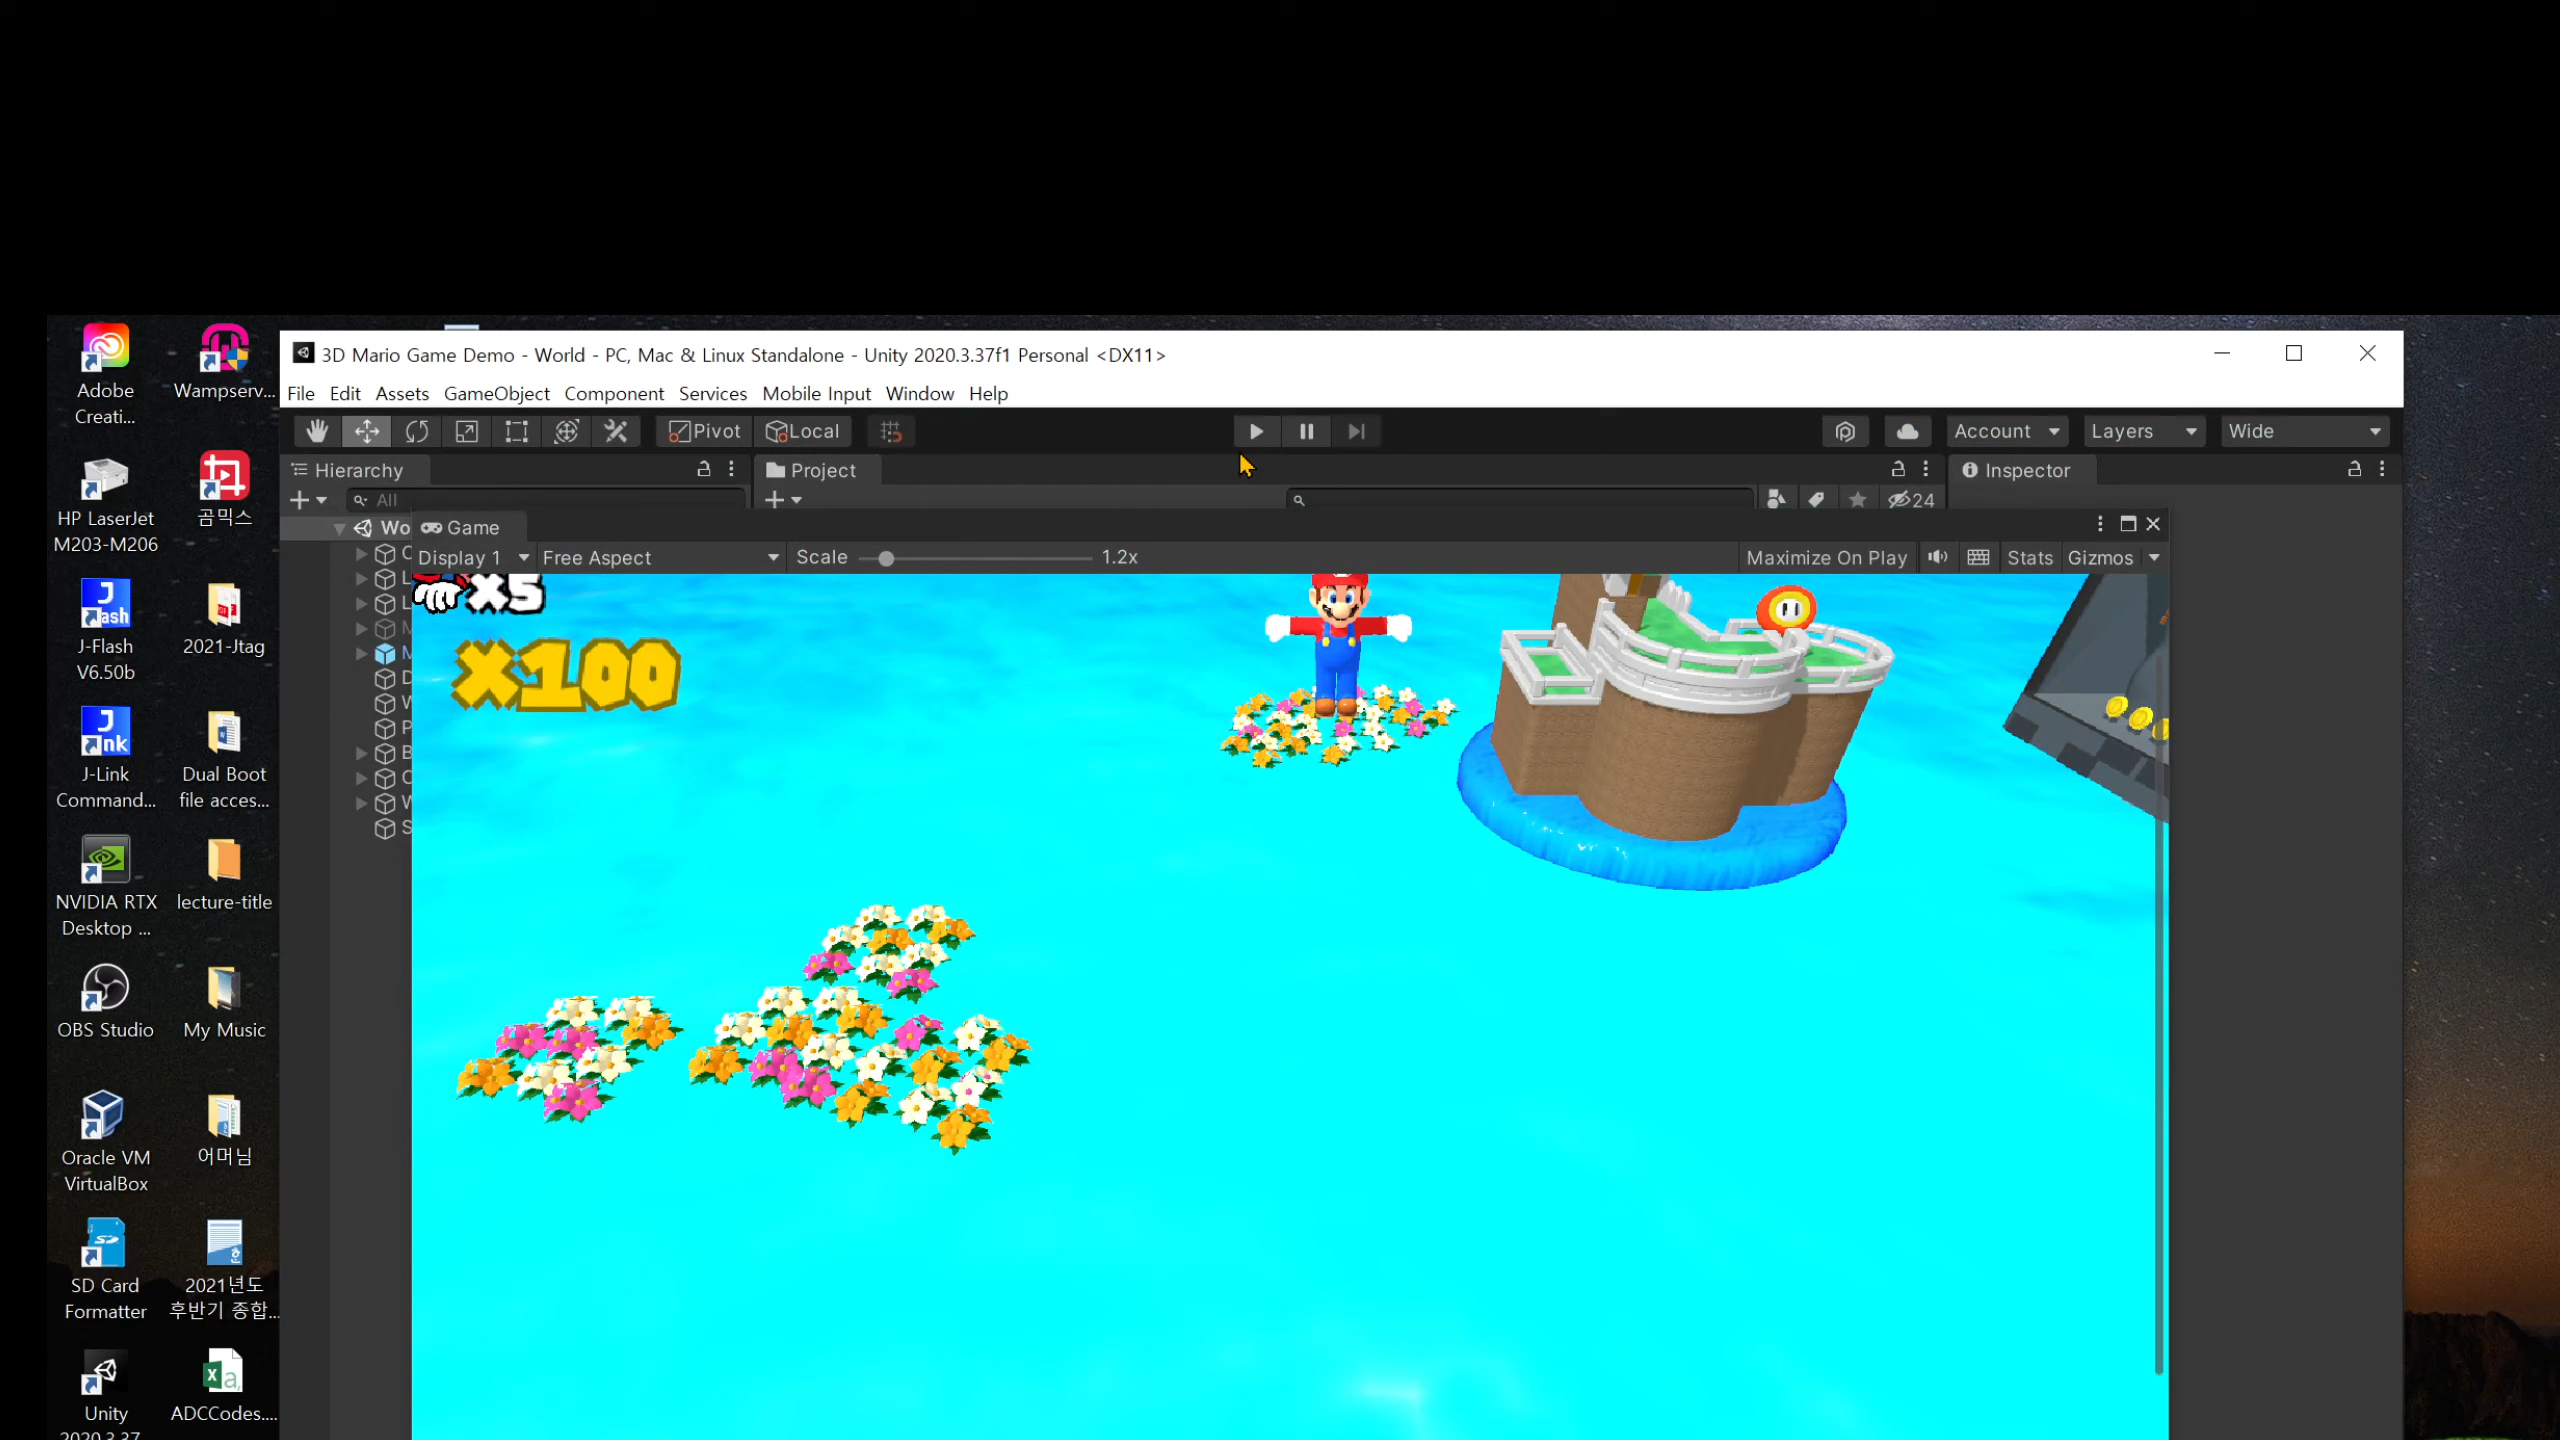 Adobe
Creati...
Wampserv...
HP LaserJet
M203-M206
곰믹스
J-Flash
V6.50b
2021-Jtag
J-Link
Command...
Dual Boot
file acces...
NVIDIA RTX
Desktop ...
lecture-title
OBS Studio
My Music
Oracle VM
VirtualBox
어머님
SD Card
Formatter
2021년도
후반기 종합...
Unity
2020.3.37
ADCCodes....
3D Mario Game Demo - World - PC, Mac & Linux Standalone - Unity 2020.3.37f1 Personal <DX11>
File Edit Assets GameObject Component Services Mobile Input Window Help
Pivot Local Account Layers Wide
Hierarchy Project Inspector
All 24
Wo
Game
Display 1 Free Aspect Scale 1.2x Maximize On Play Stats Gizmos
X5
X100